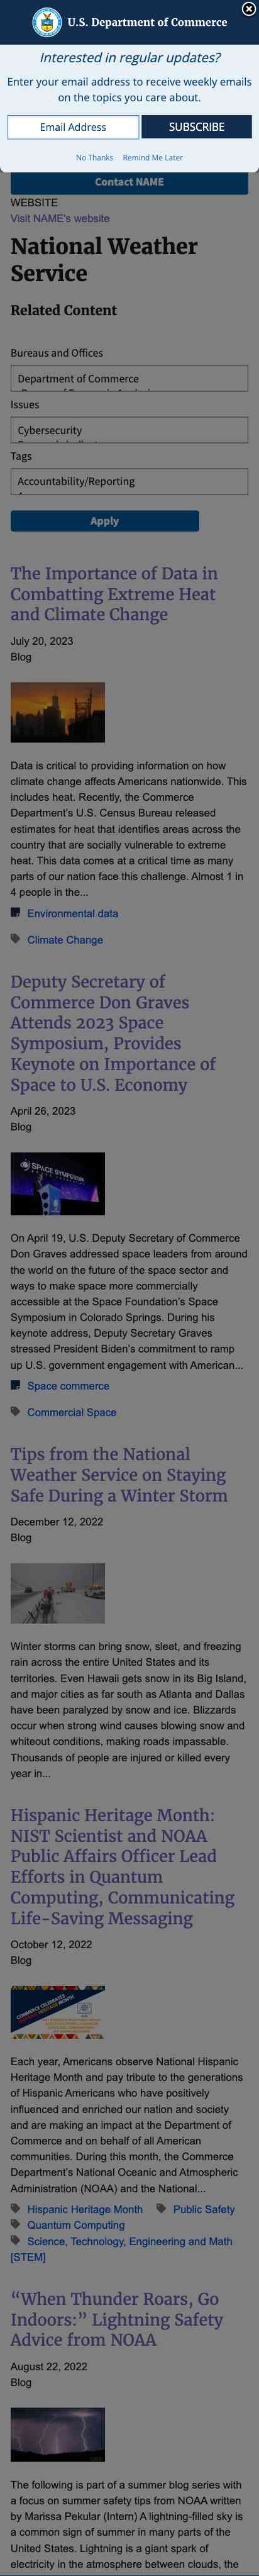 U.S. Department of Commerce
Interested in regular updates?
Enter your email address to receive weekly emails
on the topics you care about.
Email Address
SUBSCRIBE
No Thanks
Remind Me Later
Contact NAME
WEBSITE
Visit NAME's website
National Weather
Service
Related Content
Bureaus and Offices
Department of Commerce
Issues
Cybersecurity
Tags
Accountability/Reporting
Apply
The Importance of Data in
Combatting Extreme Heat
and Climate Change
July 20, 2023
Blog
Data is critical to providing information on how
climate change affects Americans nationwide. This
includes heat. Recently, the Commerce
Department's U.S. Census Bureau released
estimates for heat that identifies areas across the
country that are socially vulnerable to extreme
heat. This data comes at a critical time as many
parts of our nation face this challenge. Almost 1 in
4 people in the...
Environmental data
Climate Change
Deputy Secretary of
Commerce Don Graves
Attends 2023 Space
Symposium, Provides
Keynote on Importance of
Space to U.S. Economy
April 26, 2023
Blog
SPACE SYMPOSIUM
On April 19, U.S. Deputy Secretary of Commerce
Don Graves addressed space leaders from around
the world on the future of the space sector and
ways to make space more commercially
accessible at the Space Foundation's Space
Symposium in Colorado Springs. During his
keynote address, Deputy Secretary Graves
stressed President Biden's commitment to ramp
up U.S. government engagement with American...
Space commerce
Commercial Space
Tips from the National
Weather Service on Staying
Safe During a Winter Storm
December 12, 2022
Blog
Winter storms can bring snow, sleet, and freezing
rain across the entire United States and its
territories. Even Hawaii gets snow in its Big Island,
and major cities as far south as Atlanta and Dallas
have been paralyzed by snow and ice. Blizzards
occur when strong wind causes blowing snow and
whiteout conditions, making roads impassable.
Thousands of people are injured or killed every
year in...
Hispanic Heritage Month:
NIST Scientist and NOAA
Public Affairs Officer Lead
Efforts in Quantum
Computing, Communicating
Life-Saving Messaging
October 12, 2022
Blog
COMMERCE CELEBRATES
HERITAGE MONTH
Each year, Americans observe National Hispanic
Heritage Month and pay tribute to the generations
of Hispanic Americans who have positively
influenced and enriched our nation and society
and are making an impact at the Department of
Commerce and on behalf of all American
communities. During this month, the Commerce
Department's National Oceanic and Atmospheric
Administration (NOAA) and the National...
Hispanic Heritage Month
Public Safety
Quantum Computing
Science, Technology, Engineering and Math
[STEM]
“When Thunder Roars, Go
Indoors:” Lightning Safety
Advice from NOAA
August 22, 2022
Blog
The following is part of a summer blog series with
a focus on summer safety tips from NOAA written
by Marissa Pekular (Intern) A lightning-filled sky is
a common sign of summer in many parts of the
United States. Lightning is a giant spark of
electricity in the atmosphere between clouds, the